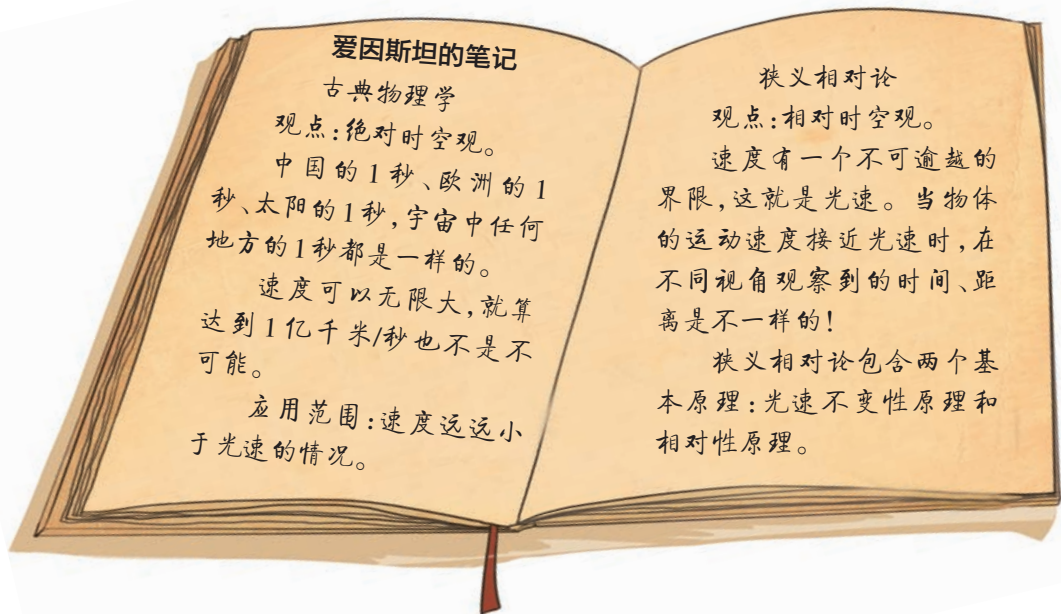 爱因斯坦的笔记
古典物理学
观点:绝对时空观。
中国的1秒、欧洲的1
秒、太阳的1秒,宇宙中任何
地方的1秒都是一样的。
速度可以无限大,就算
达到1亿千米/秒也不是不
可能。
应用范围:速度远远小
于光速的情况。
狭义相对论
观点:相对时空观。
速度有一个不可逾越的
界限,这就是光速。当物体
的运动速度接近光速时,在
不同视角观察到的时间、距
离是不一样的!
狭义相对论包含两个基
本原理:光速不变性原理和
相对性原理。